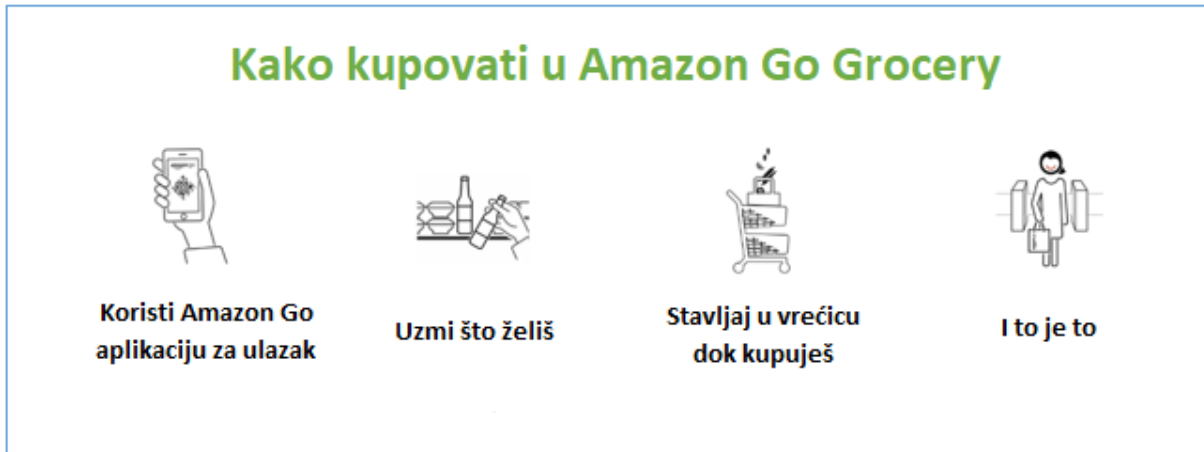 Kako kupovati u Amazon Go Grocery
Koristi Amazon Go
aplikaciju za ulazak
Uzmi što želiš
Stavljaj u vrećicu
dok kupuješ
I to je to